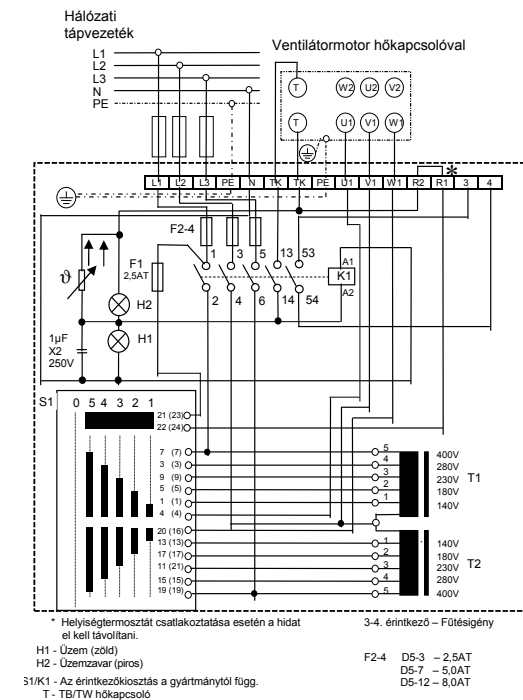 Hálózati
tápvezeték
L1
L2
L3
N
PE
Ventilátormotor hőkapcsolóval
T W2 U2 V2
T U1 V1 W1
L1 L2 L3 PE N TK TK PE U1 V1 W1 R2 R1 3 4
*
F2-4
F1
2,5AT
1 3 5 13 53
2 4 6 14 54
A1
K1
A2
ϑ
H2
H1
1µF
X2
250V
S1 0 5 4 3 2 1
21 (23)
22 (24)
7 (7)
3 (3)
9 (9)
5 (5)
1 (1)
4 (4)
20 (16)
13 (13)
17 (17)
11 (21)
15 (15)
19 (19)
5 400V
4 280V
3 230V
2 180V
1 140V
T1
1 140V
2 180V
3 230V
4 280V
5 400V
T2
* Helyiségtermosztát csatlakoztatása esetén a hidat
el kell távolítani.
H1 - Üzem (zöld)
H2 - Üzemzavar (piros)
S1/K1 - Az érintkezőkiosztás a gyártmánytól függ.
T - TB/TW hőkapcsoló
3-4. érintkező – Fűtésigény
F2-4 D5-3 – 2,5AT
D5-7 – 5,0AT
D5-12 – 8,0AT